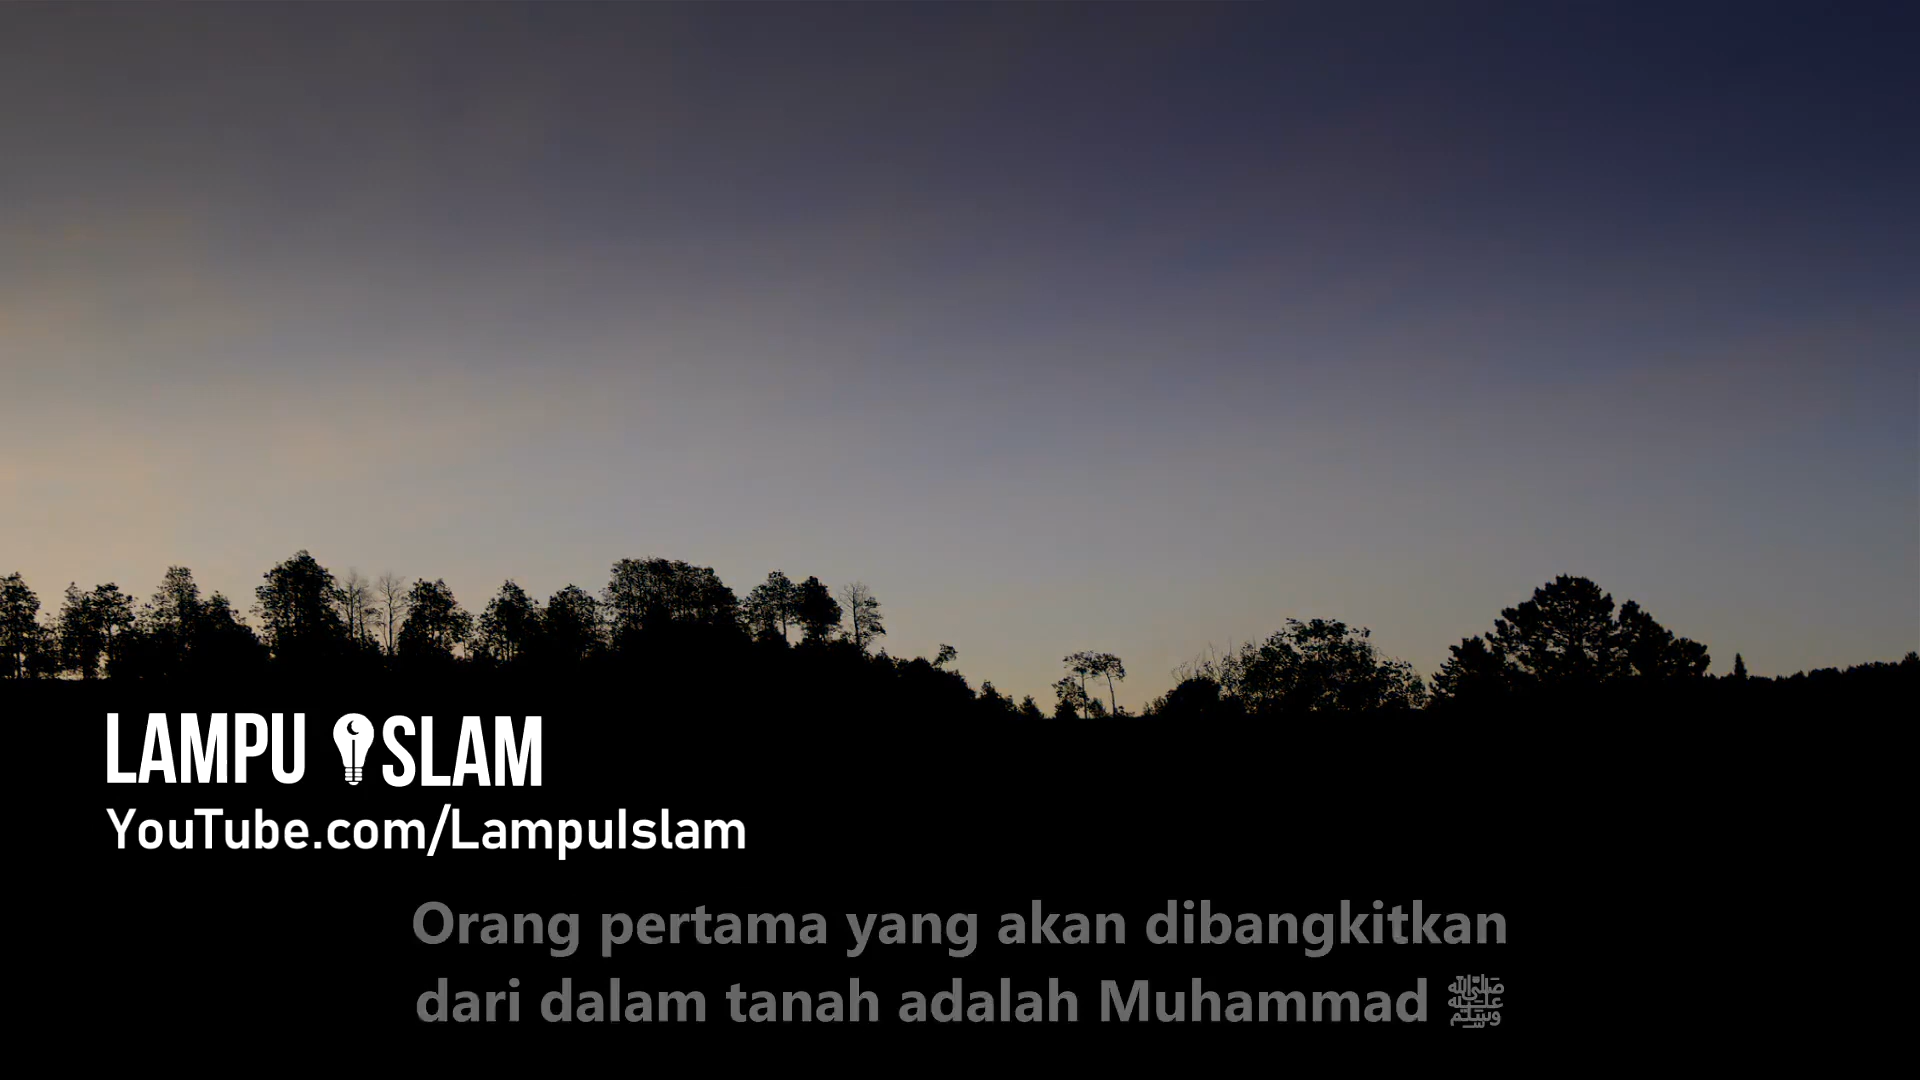 LAMPU ISLAM
YouTube.com/LampuIslam
Orang pertama yang akan dibangkitkan
dari dalam tanah adalah Muhammad ﷺ